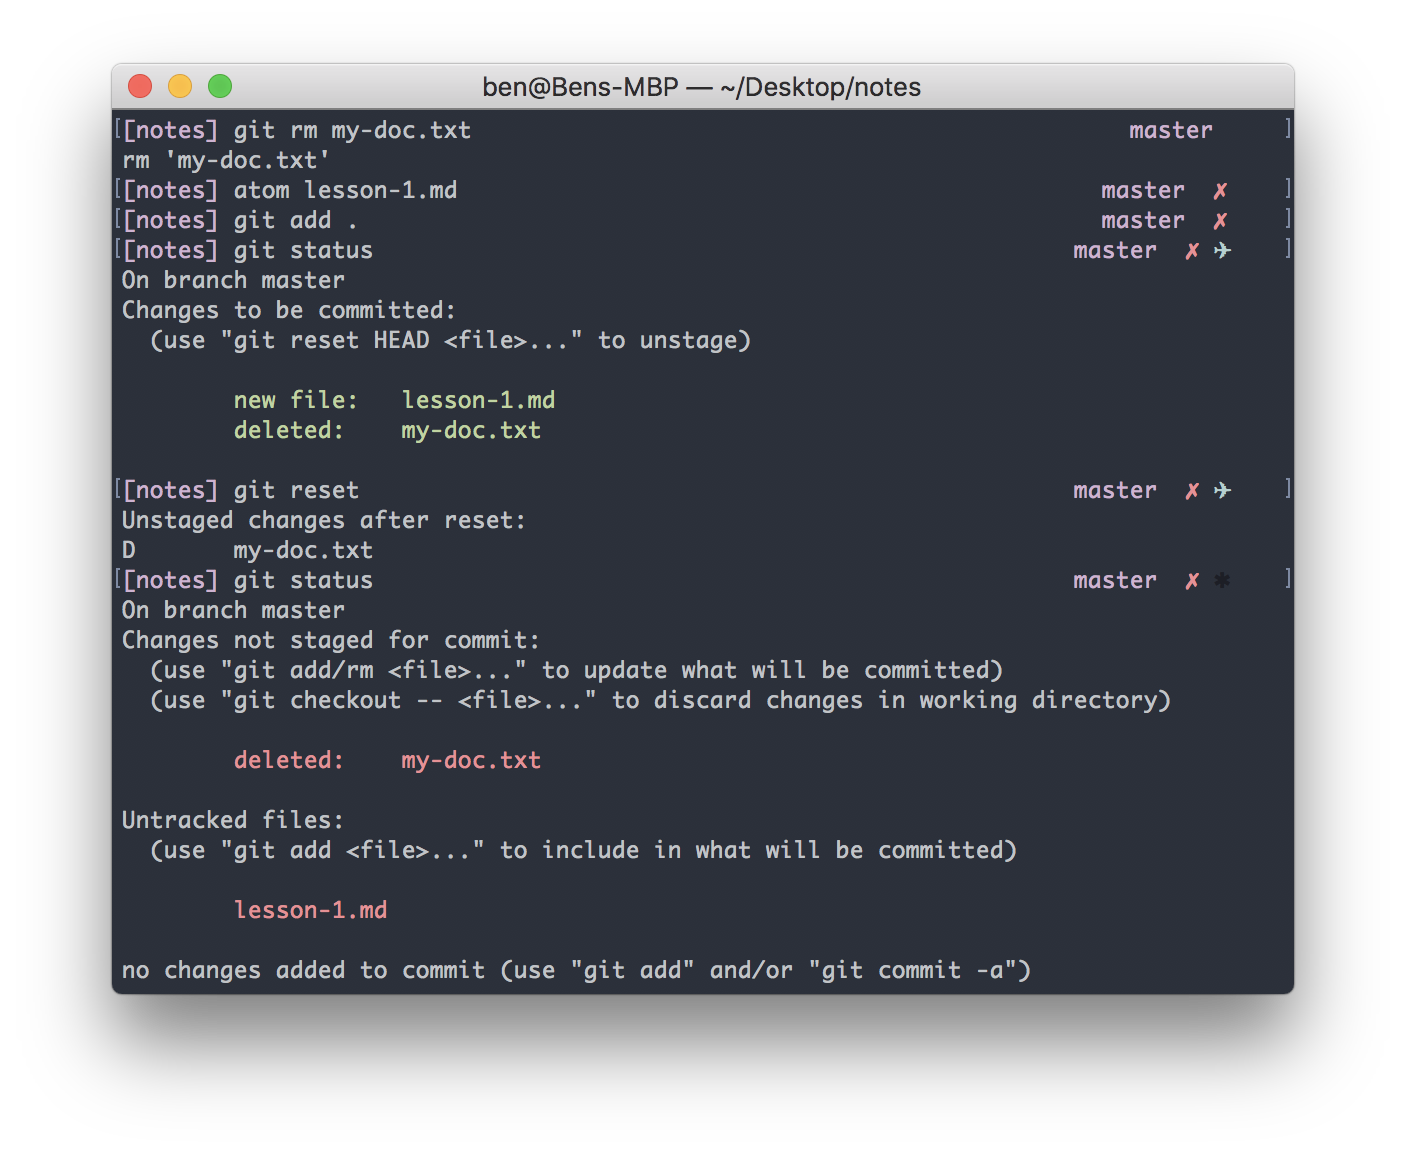 ben@Bens-MBP — ~/Desktop/notes
[[notes] git rm my-doc.txt master ]
rm 'my-doc.txt'
[[notes] atom lesson-1.md master ✗ ]
[[notes] git add . master ✗ ]
[[notes] git status master ✗ ✈ ]
On branch master
Changes to be committed:
  (use "git reset HEAD <file>..." to unstage)
        new file:   lesson-1.md
        deleted:    my-doc.txt
[[notes] git reset master ✗ ✈ ]
Unstaged changes after reset:
D       my-doc.txt
[[notes] git status master ✗ ✱ ]
On branch master
Changes not staged for commit:
  (use "git add/rm <file>..." to update what will be committed)
  (use "git checkout -- <file>..." to discard changes in working directory)
        deleted:    my-doc.txt
Untracked files:
  (use "git add <file>..." to include in what will be committed)
        lesson-1.md
no changes added to commit (use "git add" and/or "git commit -a")